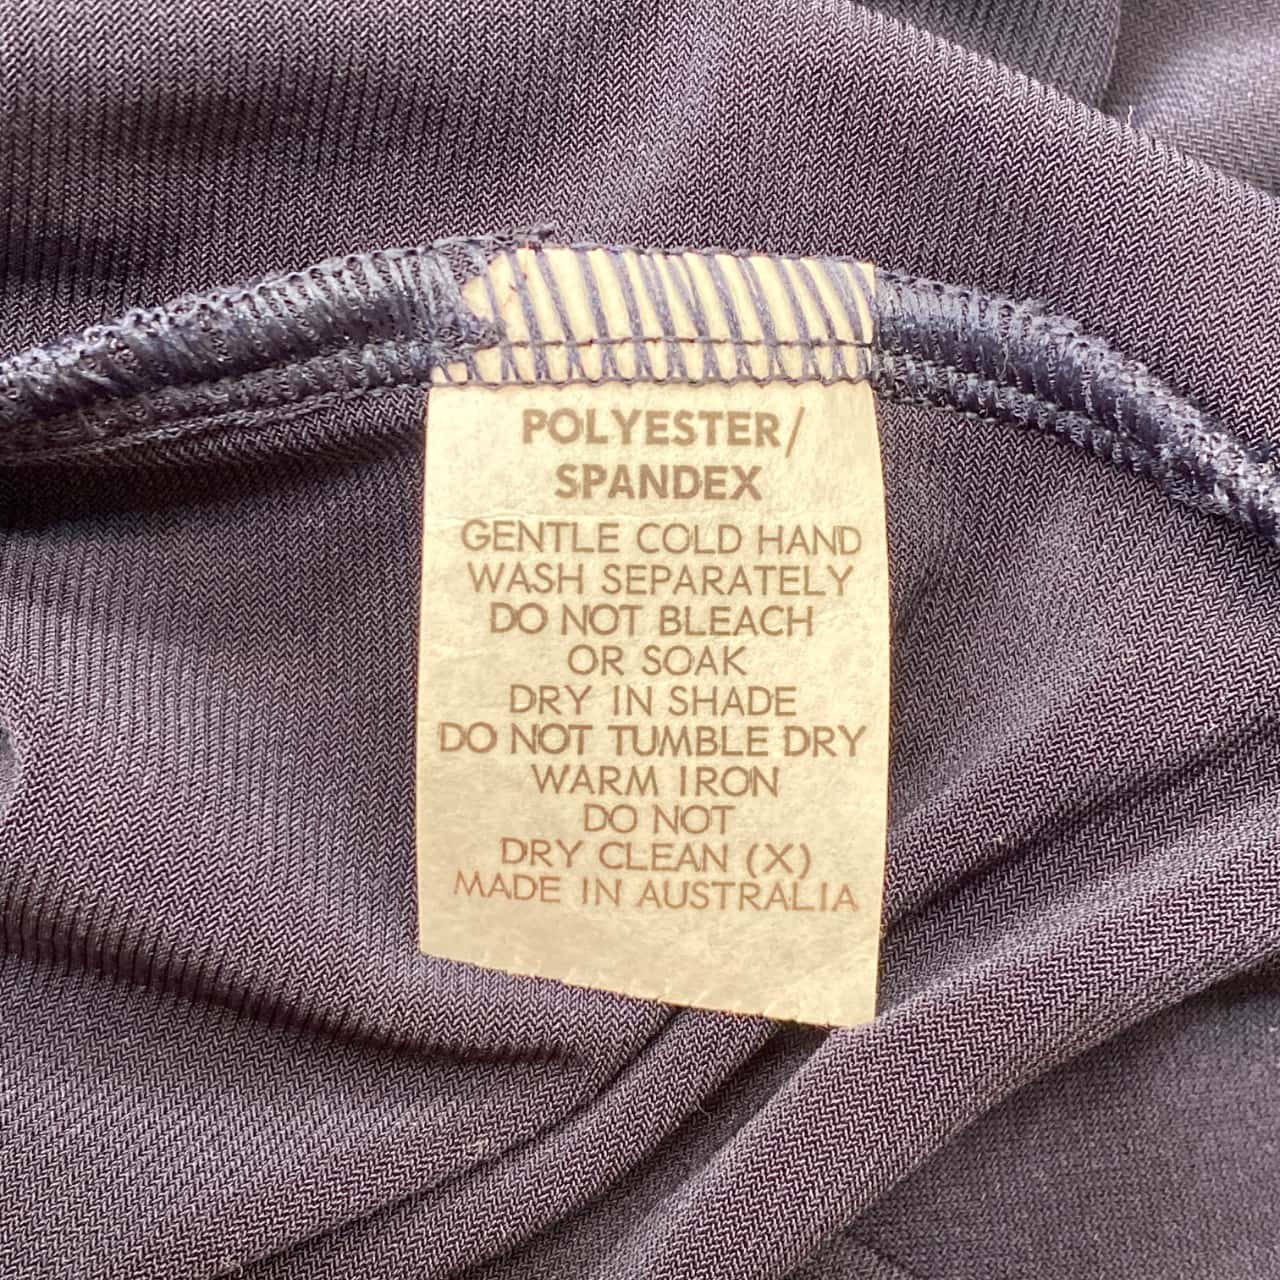 POLYESTER/
SPANDEX
GENTLE COLD HAND
WASH SEPARATELY
DO NOT BLEACH
OR SOAK
DRY IN SHADE
DO NOT TUMBLE DRY
WARM IRON
DO NOT
DRY CLEAN (X)
MADE IN AUSTRALIA